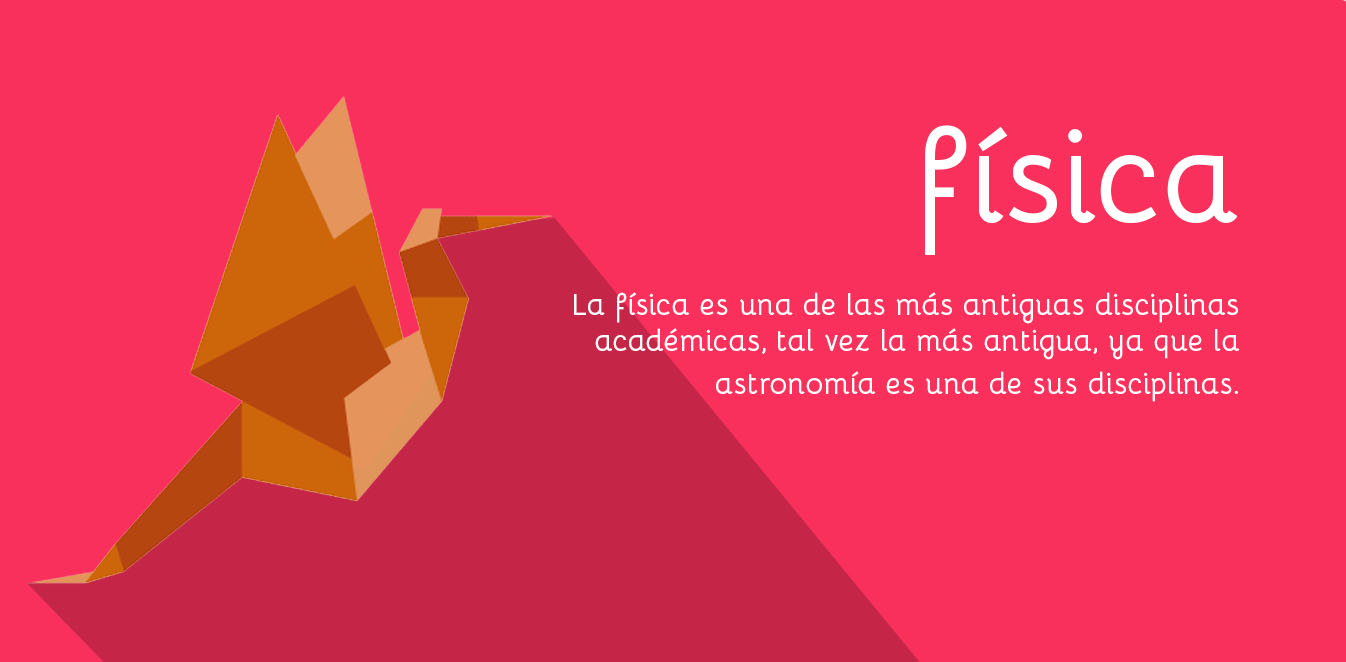 física
La física es una de las más antiguas disciplinas
académicas, tal vez la más antigua, ya que la
astronomía es una de sus disciplinas.